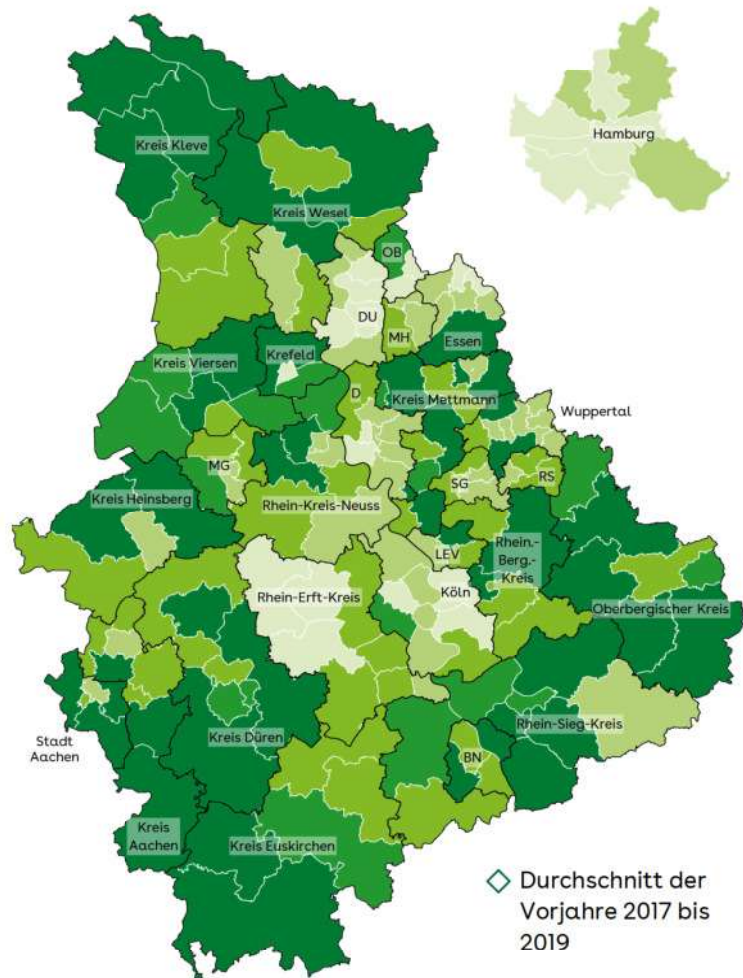 Hamburg
Kreis Kleve
Kreis Wesel
OB
DU
MH
Essen
Kreis Viersen
Krefeld
D
Kreis Mettmann
Wuppertal
MG
SG
RS
Kreis Heinsberg
Rhein-Kreis-Neuss
LEV
Rhein.-
Berg.-
Kreis
Rhein-Erft-Kreis
Köln
Oberbergischer Kreis
Stadt
Aachen
Kreis Düren
Rhein-Sieg-Kreis
BN
Kreis
Aachen
Kreis Euskirchen
Durchschnitt der
Vorjahre 2017 bis
2019